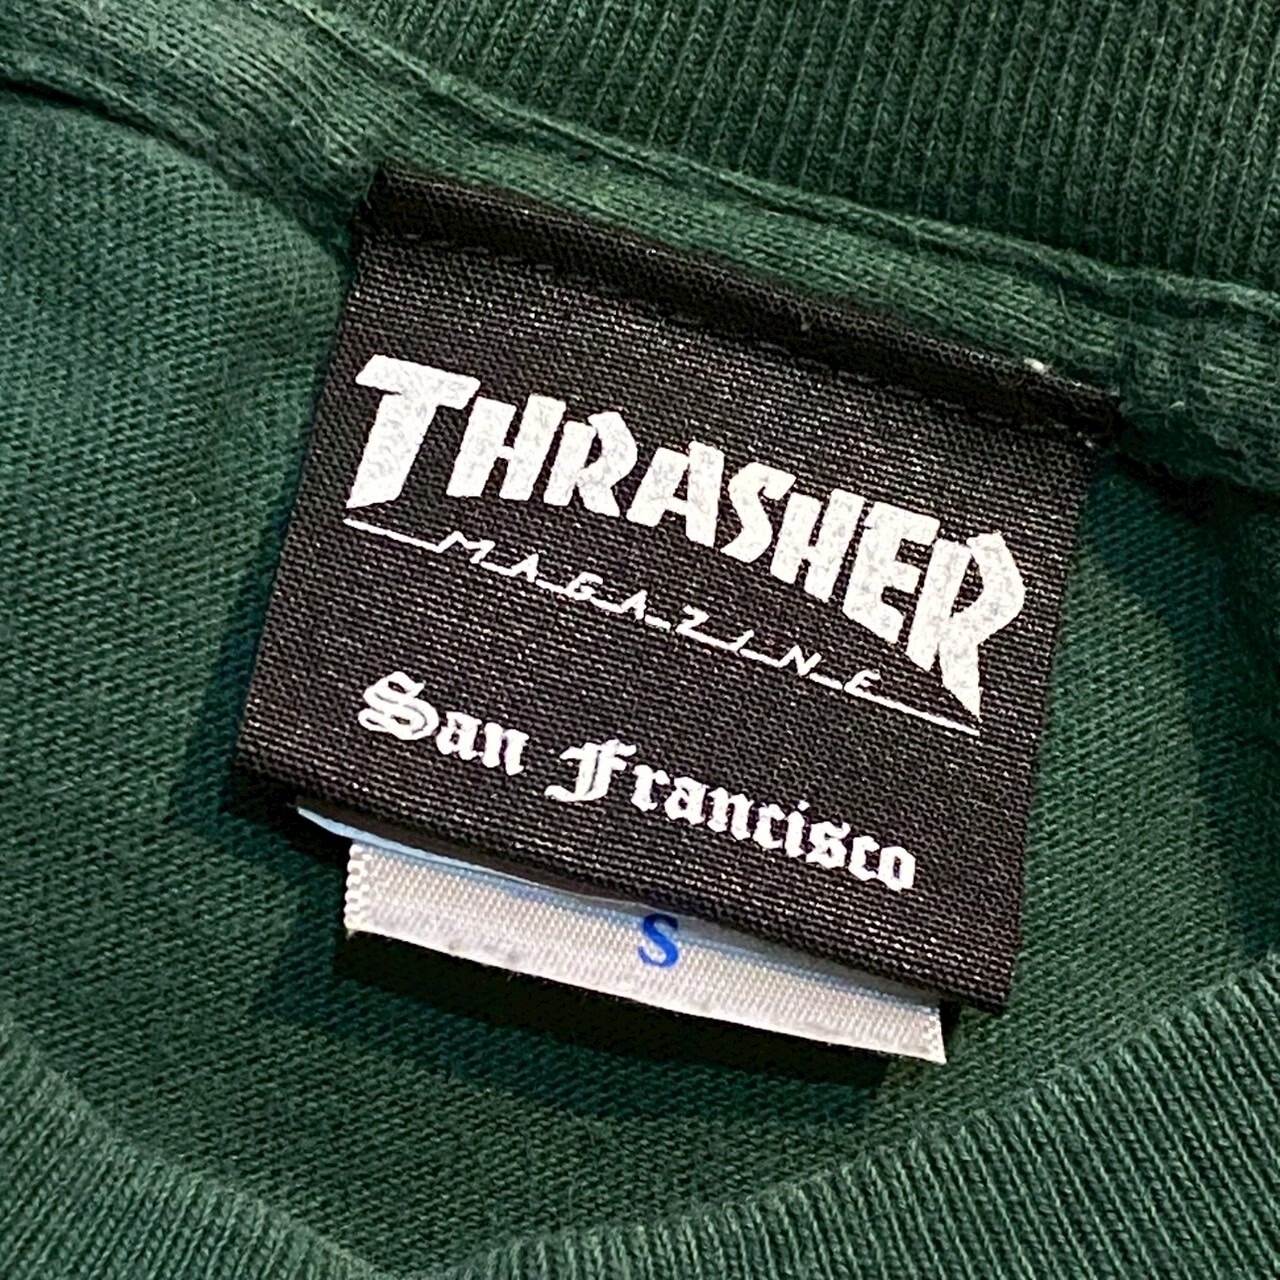 THRASHER
MAGAZINE
San Francisco
S